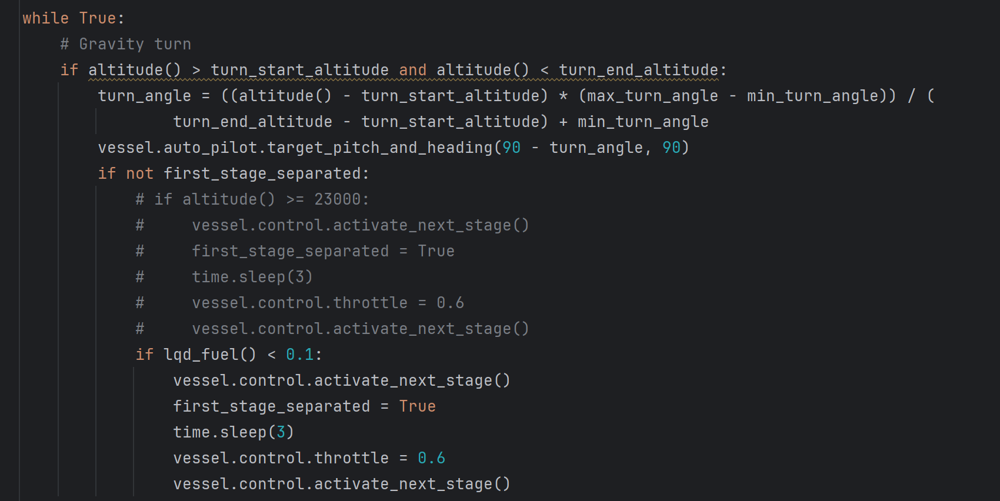 while True:
    # Gravity turn
    if altitude() > turn_start_altitude and altitude() < turn_end_altitude:
        turn_angle = ((altitude() - turn_start_altitude) * (max_turn_angle - min_turn_angle)) / (
                turn_end_altitude - turn_start_altitude) + min_turn_angle
        vessel.auto_pilot.target_pitch_and_heading(90 - turn_angle, 90)
        if not first_stage_separated:
            # if altitude() >= 23000:
            #     vessel.control.activate_next_stage()
            #     first_stage_separated = True
            #     time.sleep(3)
            #     vessel.control.throttle = 0.6
            #     vessel.control.activate_next_stage()
            if lqd_fuel() < 0.1:
                vessel.control.activate_next_stage()
                first_stage_separated = True
                time.sleep(3)
                vessel.control.throttle = 0.6
                vessel.control.activate_next_stage()